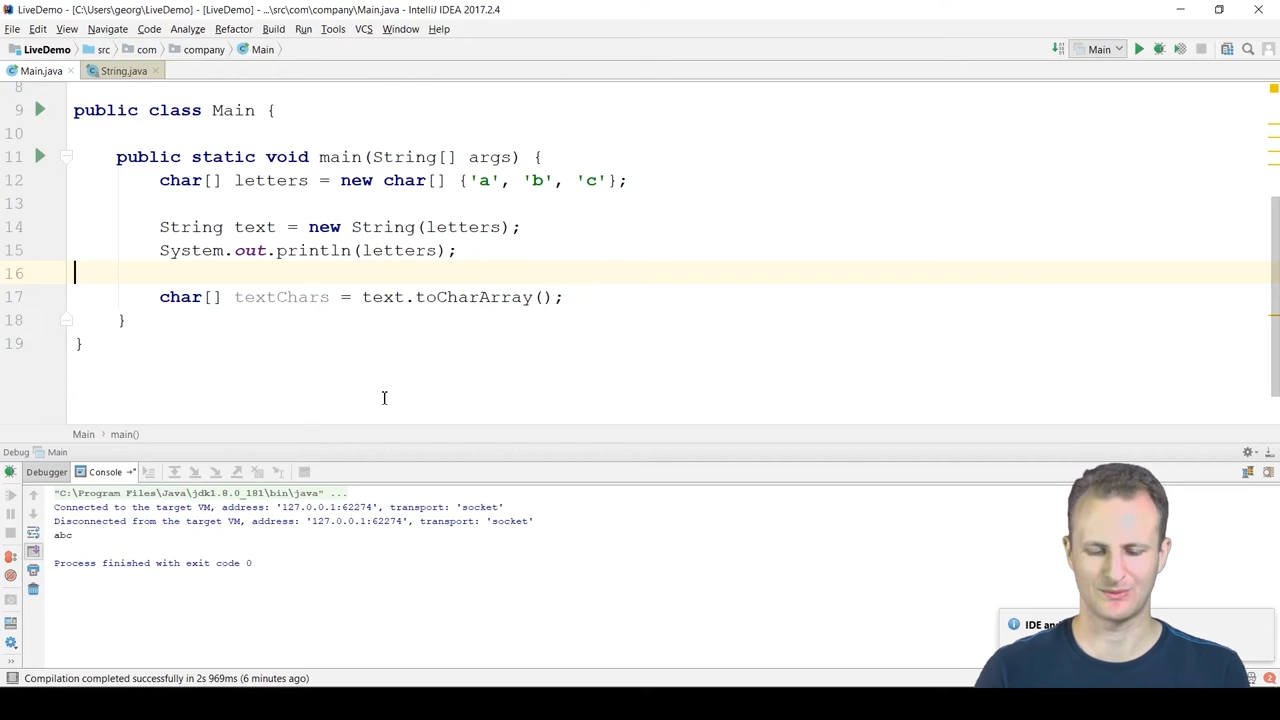 LiveDemo - [C:\Users\georg\LiveDemo] - [LiveDemo] - ...\src\com\company\Main.java - IntelliJ IDEA 2017.2.4
File Edit View Navigate Code Analyze Refactor Build Run Tools VCS Window Help
LiveDemo src com company Main Main
Main.java String.java
8
9 public class Main {
10
11 public static void main(String[] args) {
12 char[] letters = new char[] {'a', 'b', 'c'};
13
14 String text = new String(letters);
15 System.out.println(letters);
16
17 char[] textChars = text.toCharArray();
18 }
19 }
Main main()
Debug Main
Debugger Console
"C:\Program Files\Java\jdk1.8.0_181\bin\java" ...
Connected to the target VM, address: '127.0.0.1:62274', transport: 'socket'
Disconnected from the target VM, address: '127.0.0.1:62274', transport: 'socket'
abc
Process finished with exit code 0
IDE
Compilation completed successfully in 2s 969ms (6 minutes ago)
2